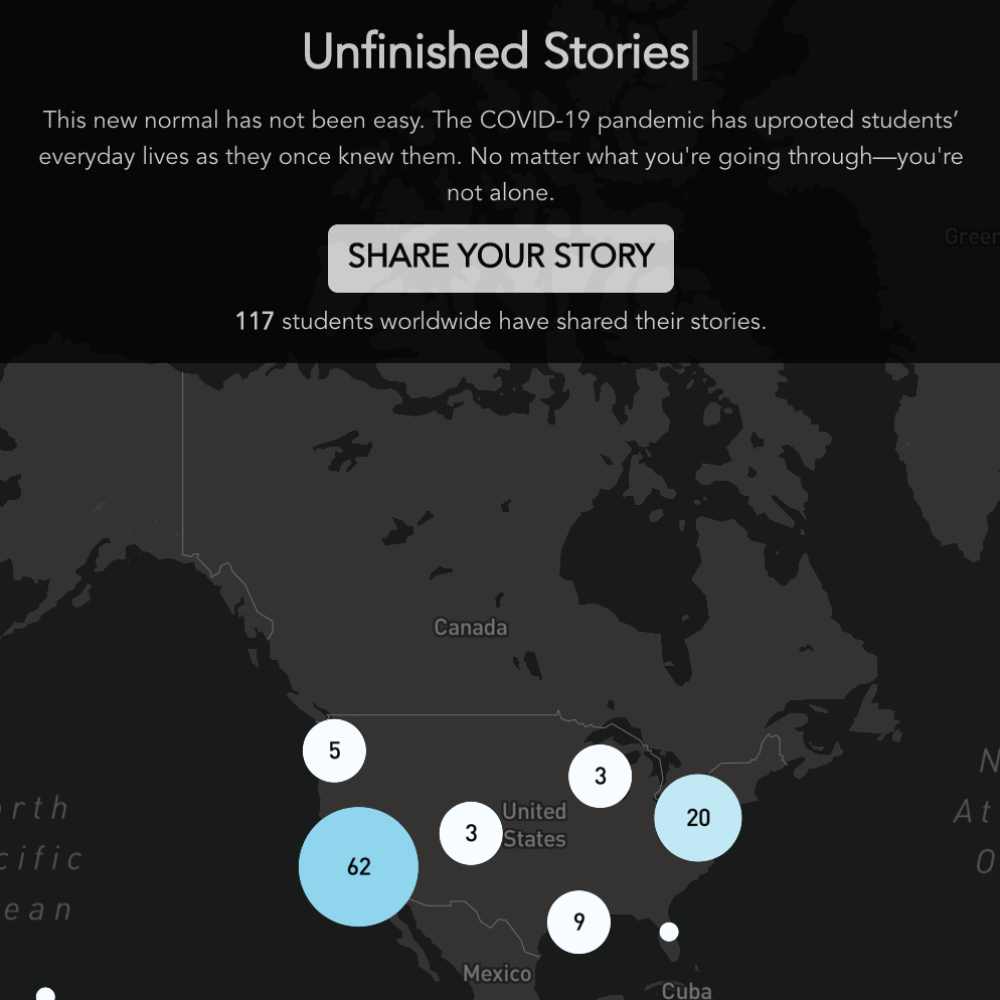 Unfinished Stories
This new normal has not been easy. The COVID-19 pandemic has uprooted students’
everyday lives as they once knew them. No matter what you're going through—you're
not alone.
SHARE YOUR STORY
117 students worldwide have shared their stories.
Green
Canada
5
3
United
States
3
20
62
9
orth
cific
ean
N
At
O
Mexico
Cuba